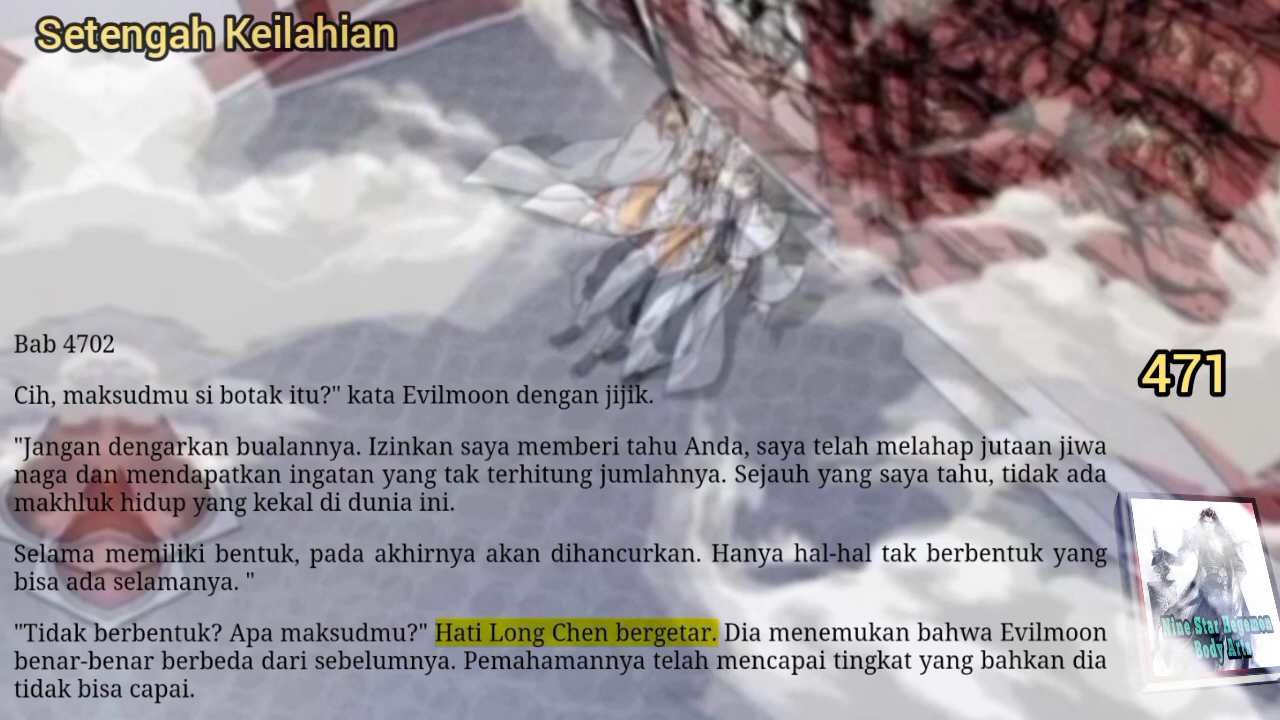 Setengah Keilahian
Bab 4702
Cih, maksudmu si botak itu?" kata Evilmoon dengan jijik.
"Jangan dengarkan bualannya. Izinkan saya memberi tahu Anda, saya telah melahap jutaan jiwa
naga dan mendapatkan ingatan yang tak terhitung jumlahnya. Sejauh yang saya tahu, tidak ada
makhluk hidup yang kekal di dunia ini.
Selama memiliki bentuk, pada akhirnya akan dihancurkan. Hanya hal-hal tak berbentuk yang
bisa ada selamanya. "
"Tidak berbentuk? Apa maksudmu?" Hati Long Chen bergetar. Dia menemukan bahwa Evilmoon
benar-benar berbeda dari sebelumnya. Pemahamannya telah mencapai tingkat yang bahkan dia
tidak bisa capai.
471
Nine Star Hegemon
Body Arts